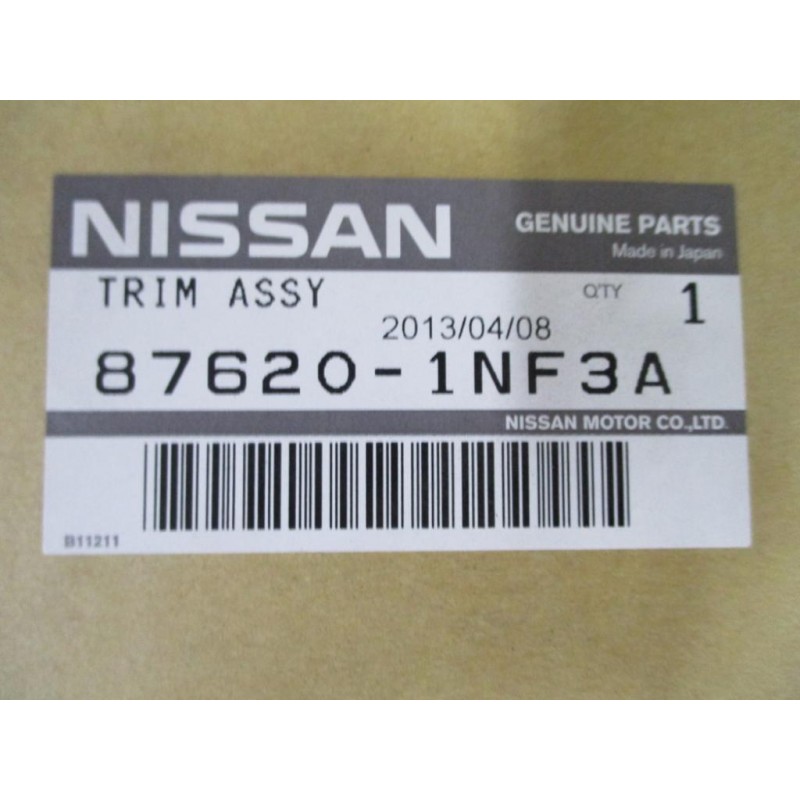 NISSAN
GENUINE PARTS
Made in Japan
TRIM ASSY
Q'TY 1
2013/04/08
87620-1NF3A
NISSAN MOTOR CO.,LTD.
B11211